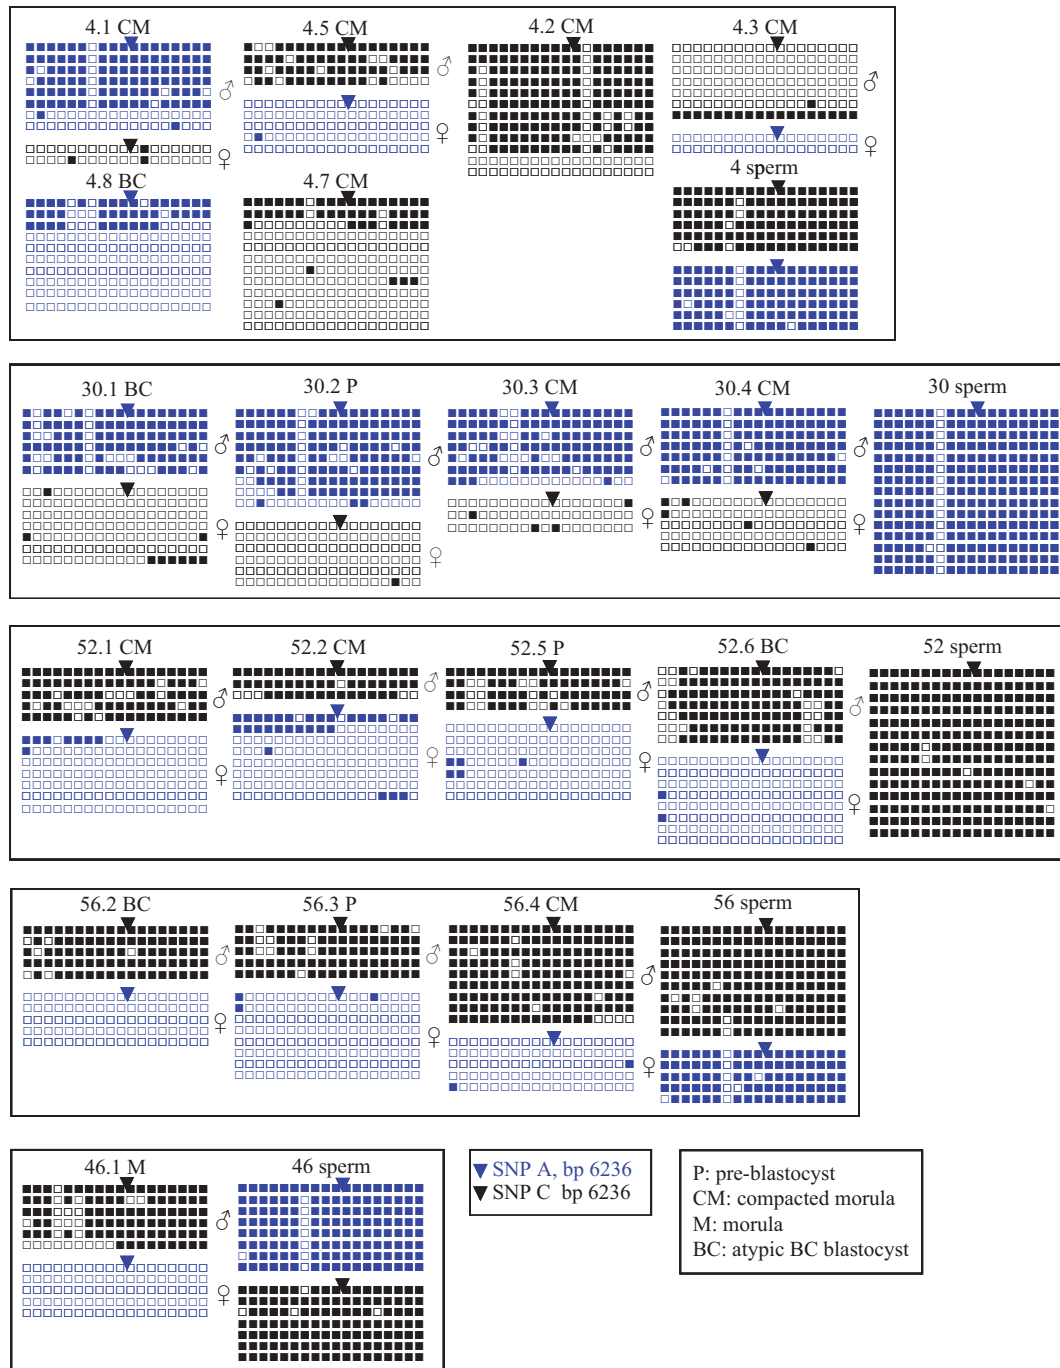 4.1 CM 4.5 CM 4.2 CM 4.3 CM
♂ ♂ ♂
♀ ♀ ♀
4.8 BC 4.7 CM 4 sperm
30.1 BC 30.2 P 30.3 CM 30.4 CM 30 sperm
♂ ♂ ♂ ♂
♀ ♀ ♀ ♀
52.1 CM 52.2 CM 52.5 P 52.6 BC 52 sperm
♂ ♂ ♂ ♂
♀ ♀ ♀ ♀
56.2 BC 56.3 P 56.4 CM 56 sperm
♂ ♂ ♂
♀ ♀ ♀
46.1 M 46 sperm
♂
♀
SNP A, bp 6236
SNP C bp 6236
P: pre-blastocyst
CM: compacted morula
M: morula
BC: atypic BC blastocyst